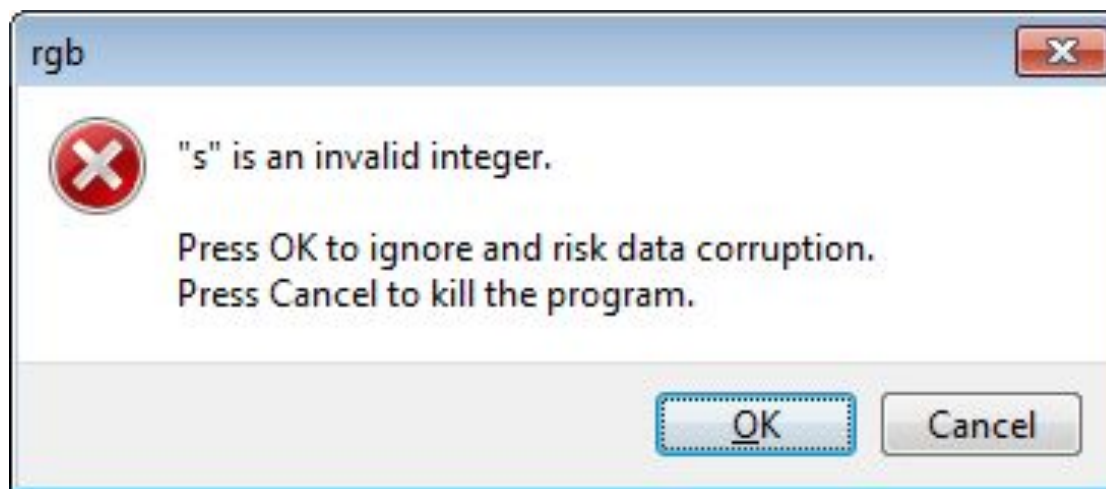 rgb
"s" is an invalid integer.
Press OK to ignore and risk data corruption.
Press Cancel to kill the program.
OK
Cancel